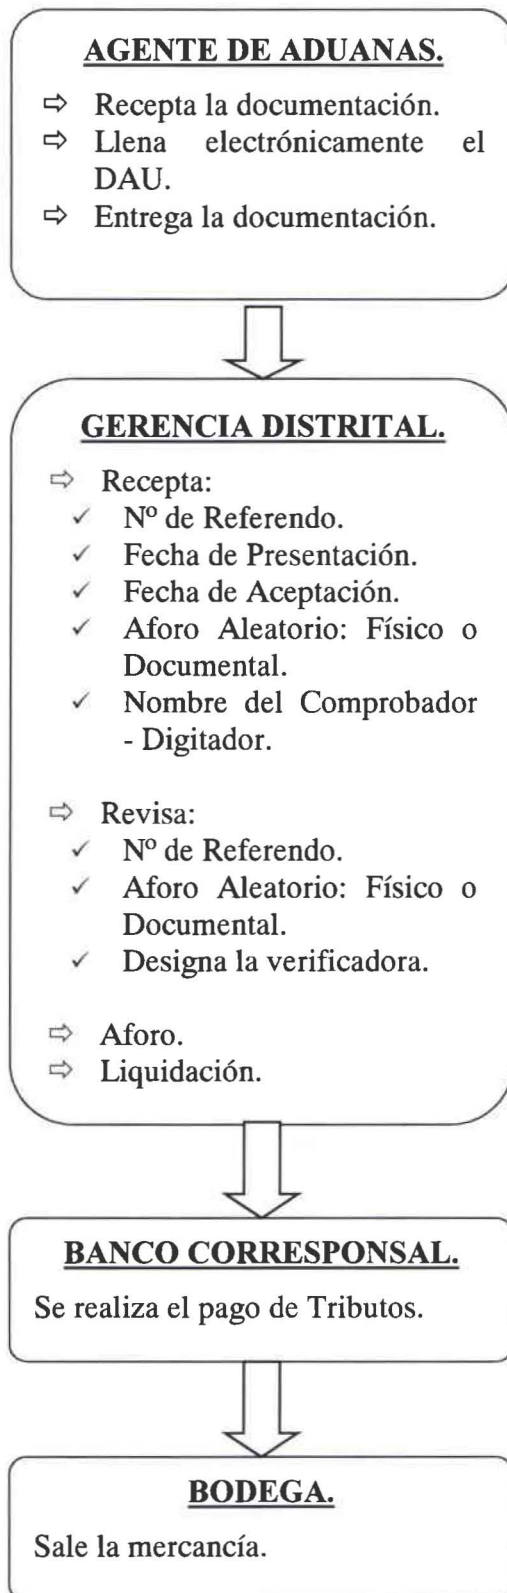 AGENTE DE ADUANAS.
⇨ Recepta la documentación.
⇨ Llena electrónicamente el
DAU.
⇨ Entrega la documentación.
GERENCIA DISTRITAL.
⇨ Recepta:
✓ Nº de Referendo.
✓ Fecha de Presentación.
✓ Fecha de Aceptación.
✓ Aforo Aleatorio: Físico o
Documental.
✓ Nombre del Comprobador
- Digitador.
⇨ Revisa:
✓ Nº de Referendo.
✓ Aforo Aleatorio: Físico o
Documental.
✓ Designa la verificadora.
⇨ Aforo.
⇨ Liquidación.
BANCO CORRESPONSAL.
Se realiza el pago de Tributos.
BODEGA.
Sale la mercancía.